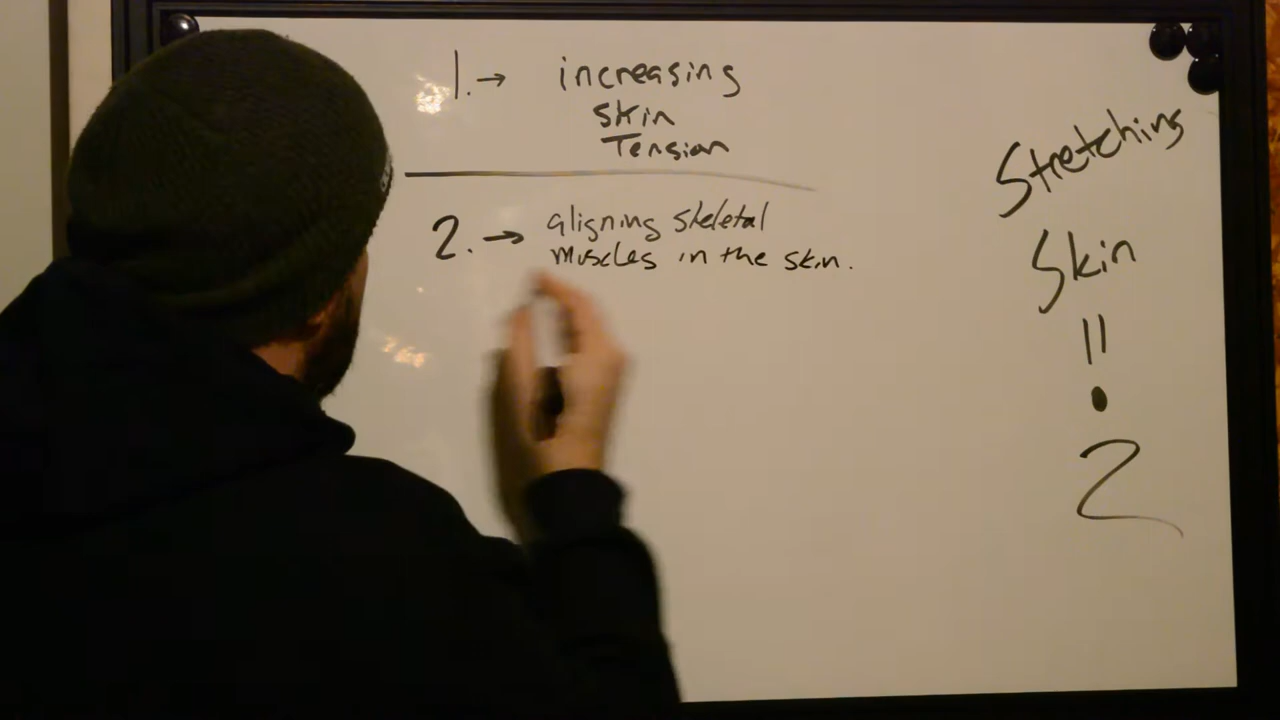 1. → increasing
skin
Tension
2. → aligning skeletal
muscles in the skin.
Stretching
Skin
||
•
2